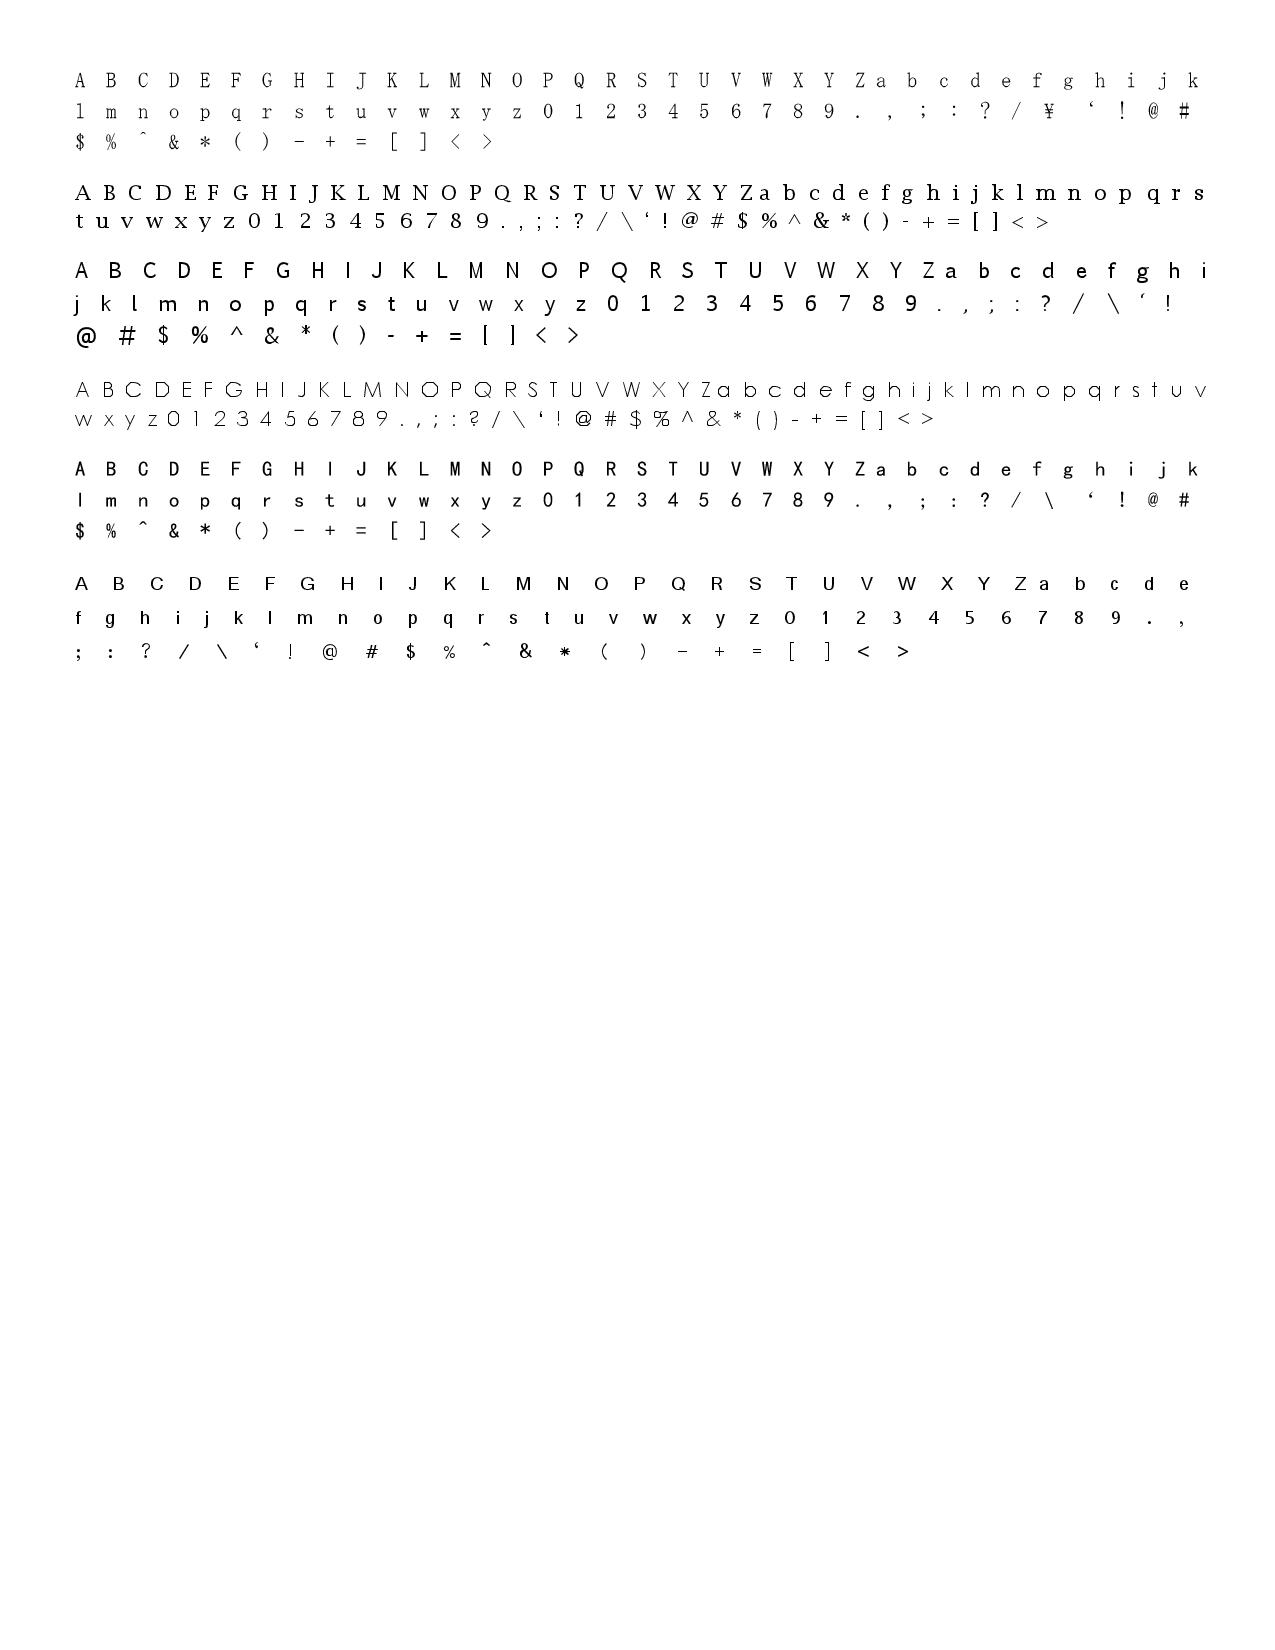 A B C D E F G H I J K L M N O P Q R S T U V W X Y Z a b c d e f g h i j k
l m n o p q r s t u v w x y z 0 1 2 3 4 5 6 7 8 9 . , ; : ? / ¥ ‘ ! @ #
$ % ^ & * ( ) - + = [ ] < >
A B C D E F G H I J K L M N O P Q R S T U V W X Y Z a b c d e f g h i j k l m n o p q r s
t u v w x y z 0 1 2 3 4 5 6 7 8 9 . , ; : ? / \ ‘ ! @ # $ % ^ & * ( ) - + = [ ] < >
A B C D E F G H I J K L M N O P Q R S T U V W X Y Z a b c d e f g h i
j k l m n o p q r s t u v w x y z 0 1 2 3 4 5 6 7 8 9 . , ; : ? / \ ‘ !
@ # $ % ^ & * ( ) - + = [ ] < >
A B C D E F G H I J K L M N O P Q R S T U V W X Y Z a b c d e f g h i j k l m n o p q r s t u v
w x y z 0 1 2 3 4 5 6 7 8 9 . , ; : ? / \ ‘ ! @ # $ % ^ & * ( ) - + = [ ] < >
A B C D E F G H I J K L M N O P Q R S T U V W X Y Z a b c d e f g h i j k
l m n o p q r s t u v w x y z 0 1 2 3 4 5 6 7 8 9 . , ; : ? / \ ‘ ! @ #
$ % ^ & * ( ) - + = [ ] < >
A B C D E F G H I J K L M N O P Q R S T U V W X Y Z a b c d e
f g h i j k l m n o p q r s t u v w x y z 0 1 2 3 4 5 6 7 8 9 . ,
; : ? / \ ‘ ! @ # $ % ^ & * ( ) - + = [ ] < >